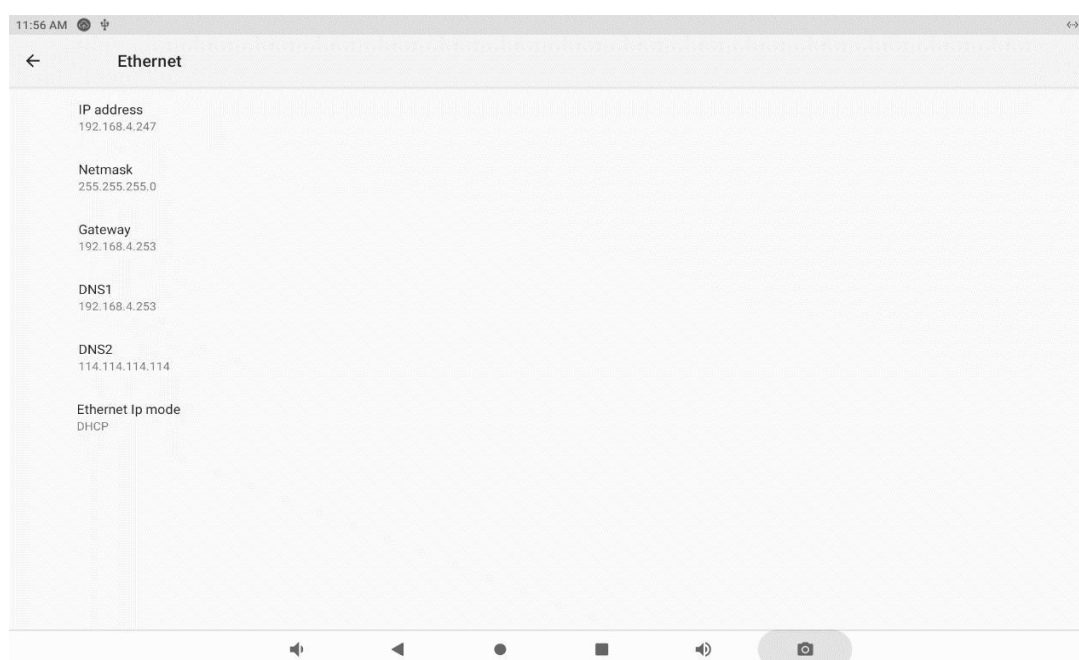 11:56 AM
Ethernet
IP address
192.168.4.247
Netmask
255.255.255.0
Gateway
192.168.4.253
DNS1
192.168.4.253
DNS2
114.114.114.114
Ethernet Ip mode
DHCP